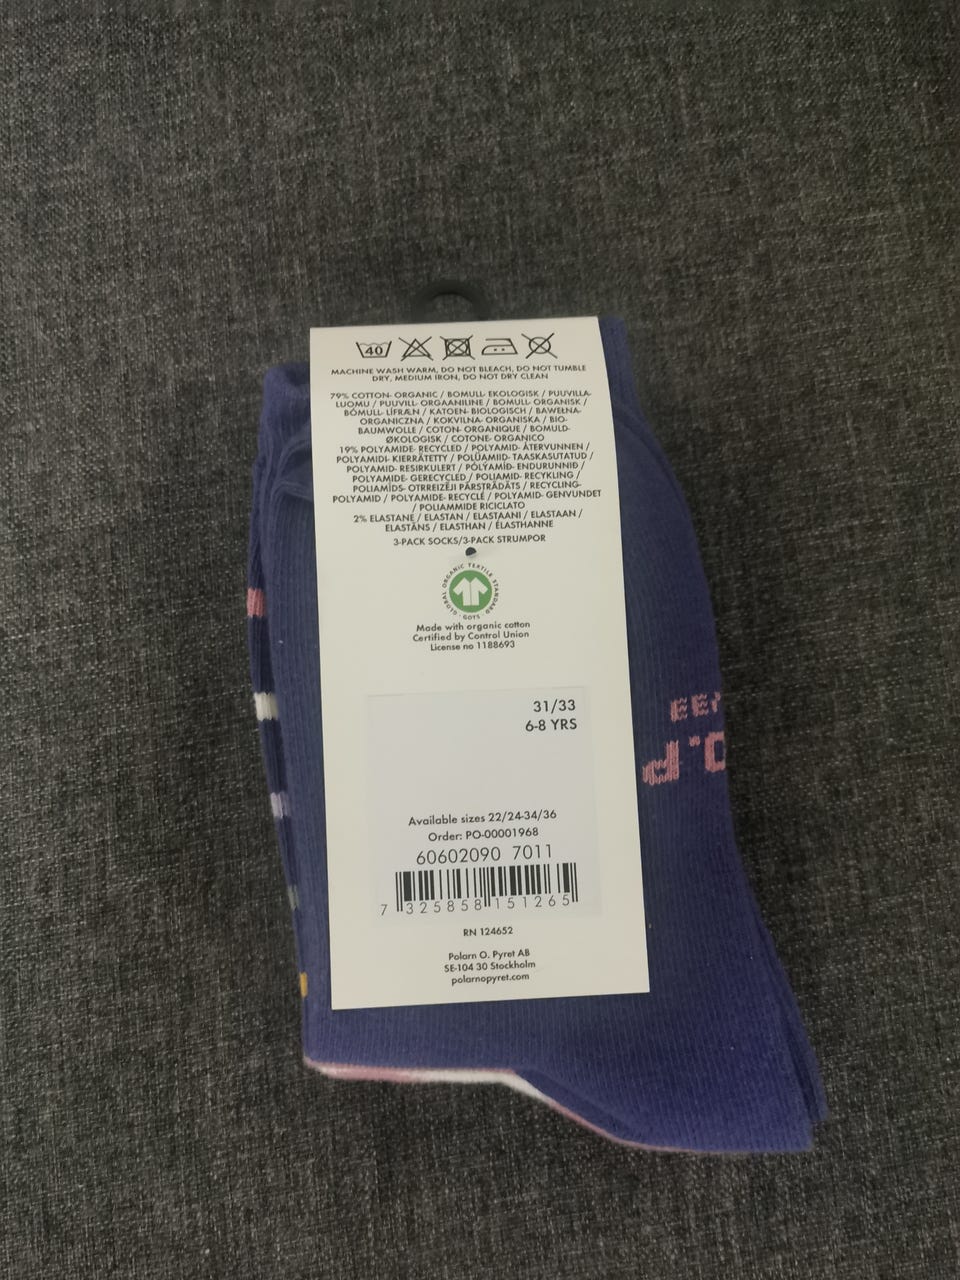 40
MACHINE WASH WARM, DO NOT BLEACH, DO NOT TUMBLE
DRY, MEDIUM IRON, DO NOT DRY CLEAN
79% COTTON- ORGANIC / BOMULL- EKOLOGISK / PUUVILLA-
LUOMU / PUUVILL- ORGAANILINE / BOMULL- ORGANISK /
BÓMULL- LÍFRÆN / KATOEN- BIOLOGISCH / BAWEŁNA-
ORGANICZNA / KOKVILNA- ORGANISKA / BIO-
BAUMWOLLE / COTON- ORGANIQUE / BOMULD-
ØKOLOGISK / COTONE- ORGANICO
19% POLYAMIDE- RECYCLED / POLYAMID- ÅTERVUNNEN /
POLYAMIDI- KIERRÄTETTY / POLÜAMIID- TAASKASUTATUD /
POLYAMID- RESIRKULERT / PÓLÝAMÍÐ- ENDURUNNIÐ /
POLYAMIDE- GERECYCLED / POLIAMID- RECYKLING /
POLIAMĪDS- OTRREIZĒJI PĀRSTRĀDĀTS / RECYCLING-
POLYAMID / POLYAMIDE- RECYCLÉ / POLYAMID- GENVUNDET
/ POLIAMMIDE RICICLATO
2% ELASTANE / ELASTAN / ELASTAANI / ELASTAAN /
ELASTĀNS / ELASTHAN / ÉLASTHANNE
3-PACK SOCKS/3-PACK STRUMPOR
GLOBAL ORGANIC TEXTILE STANDARD · GOTS ·
Made with organic cotton
Certified by Control Union
License no 1188693
31/33
6-8 YRS
Available sizes 22/24-34/36
Order: PO-00001968
60602090 7011
7 325858 151265
RN 124652
Polarn O. Pyret AB
SE-104 30 Stockholm
polarnopyret.com
O.P